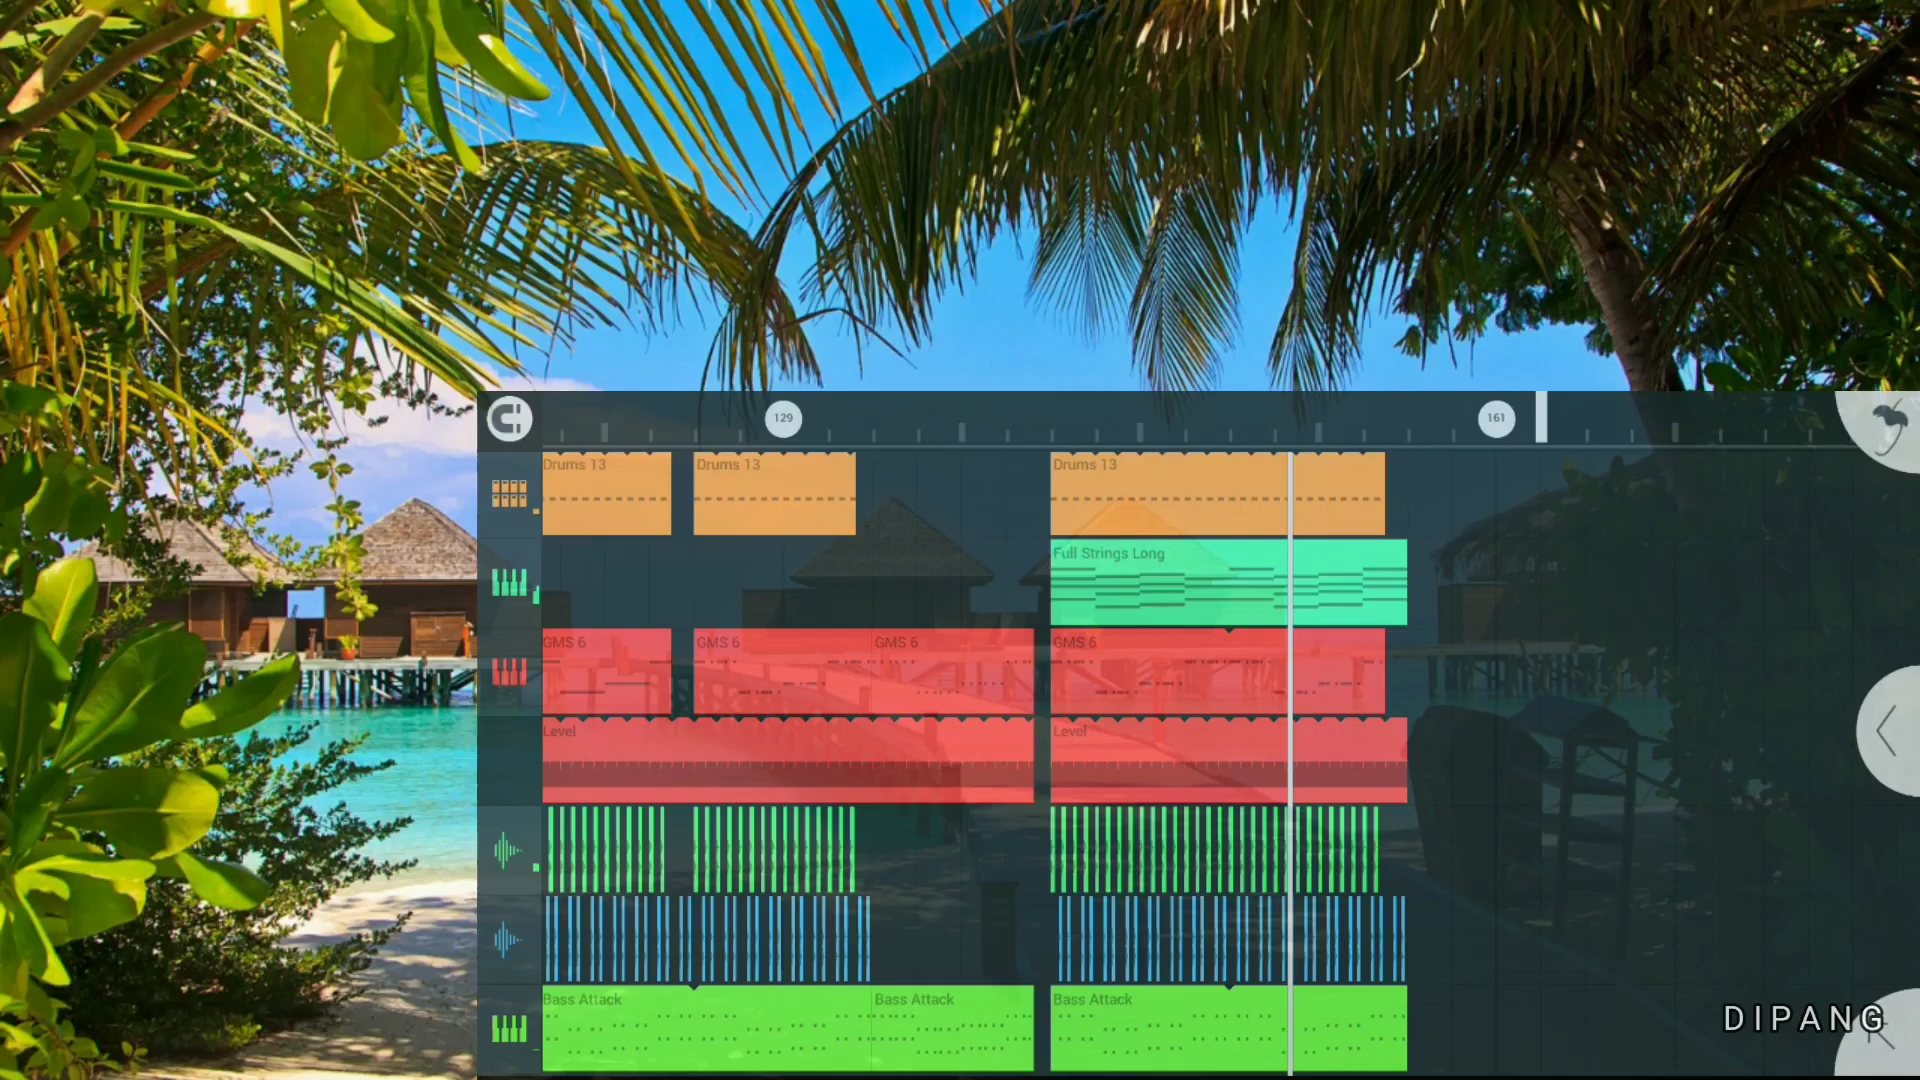 129 161
Drums 13 Drums 13 Drums 13
Full Strings Long
GMS 6 GMS 6 GMS 6 GMS 6
Level Level
Bass Attack Bass Attack Bass Attack
DIPANG